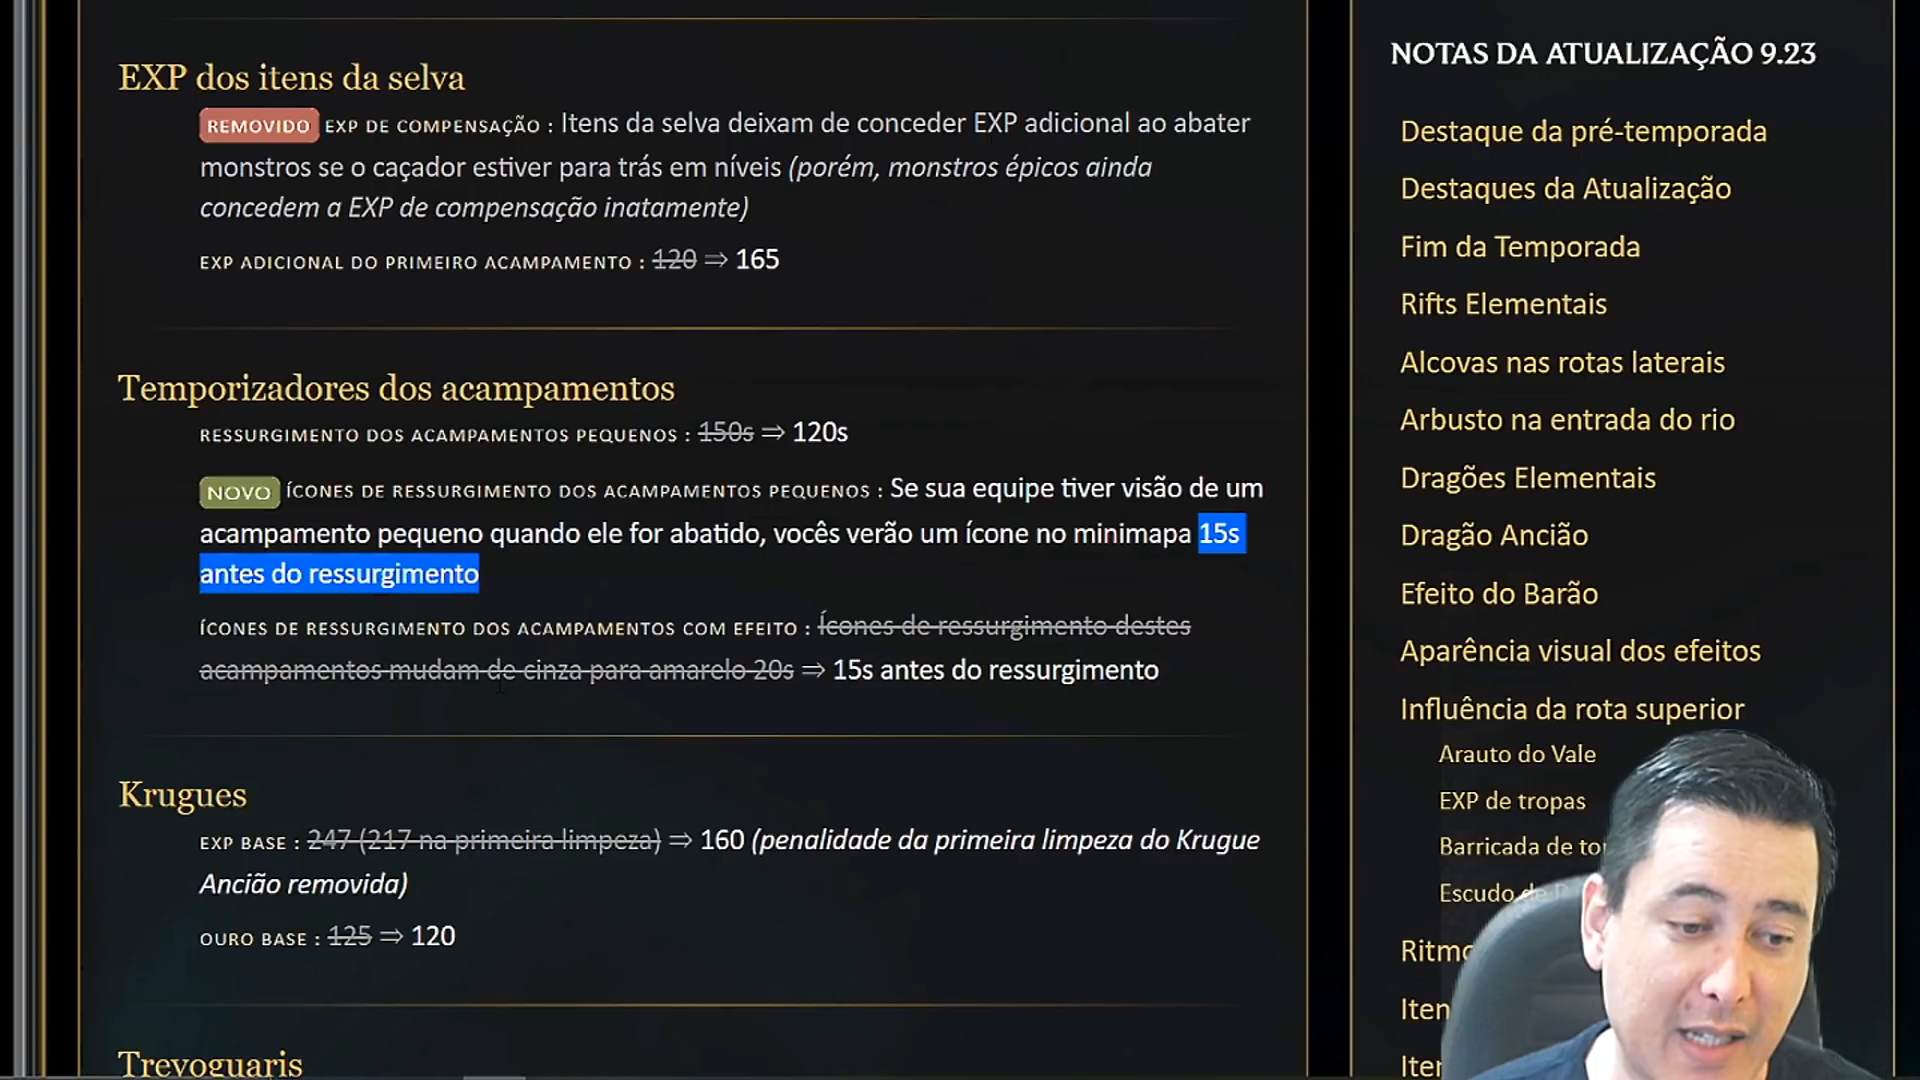 EXP dos itens da selva
REMOVIDO EXP DE COMPENSAÇÃO : Itens da selva deixam de conceder EXP adicional ao abater
monstros se o caçador estiver para trás em níveis (porém, monstros épicos ainda
concedem a EXP de compensação inatamente)
EXP ADICIONAL DO PRIMEIRO ACAMPAMENTO : 120 ⇒ 165
Temporizadores dos acampamentos
RESSURGIMENTO DOS ACAMPAMENTOS PEQUENOS : 150s ⇒ 120s
NOVO ÍCONES DE RESSURGIMENTO DOS ACAMPAMENTOS PEQUENOS : Se sua equipe tiver visão de um
acampamento pequeno quando ele for abatido, vocês verão um ícone no minimapa 15s
antes do ressurgimento
ÍCONES DE RESSURGIMENTO DOS ACAMPAMENTOS COM EFEITO : Ícones de ressurgimento destes
acampamentos mudam de cinza para amarelo 20s ⇒ 15s antes do ressurgimento
Krugues
EXP BASE : 247 (217 na primeira limpeza) ⇒ 160 (penalidade da primeira limpeza do Krugue
Ancião removida)
OURO BASE : 125 ⇒ 120
Trevoguaris
NOTAS DA ATUALIZAÇÃO 9.23
Destaque da pré-temporada
Destaques da Atualização
Fim da Temporada
Rifts Elementais
Alcovas nas rotas laterais
Arbusto na entrada do rio
Dragões Elementais
Dragão Ancião
Efeito do Barão
Aparência visual dos efeitos
Influência da rota superior
Arauto do Vale
EXP de tropas
Barricada de
Escudo